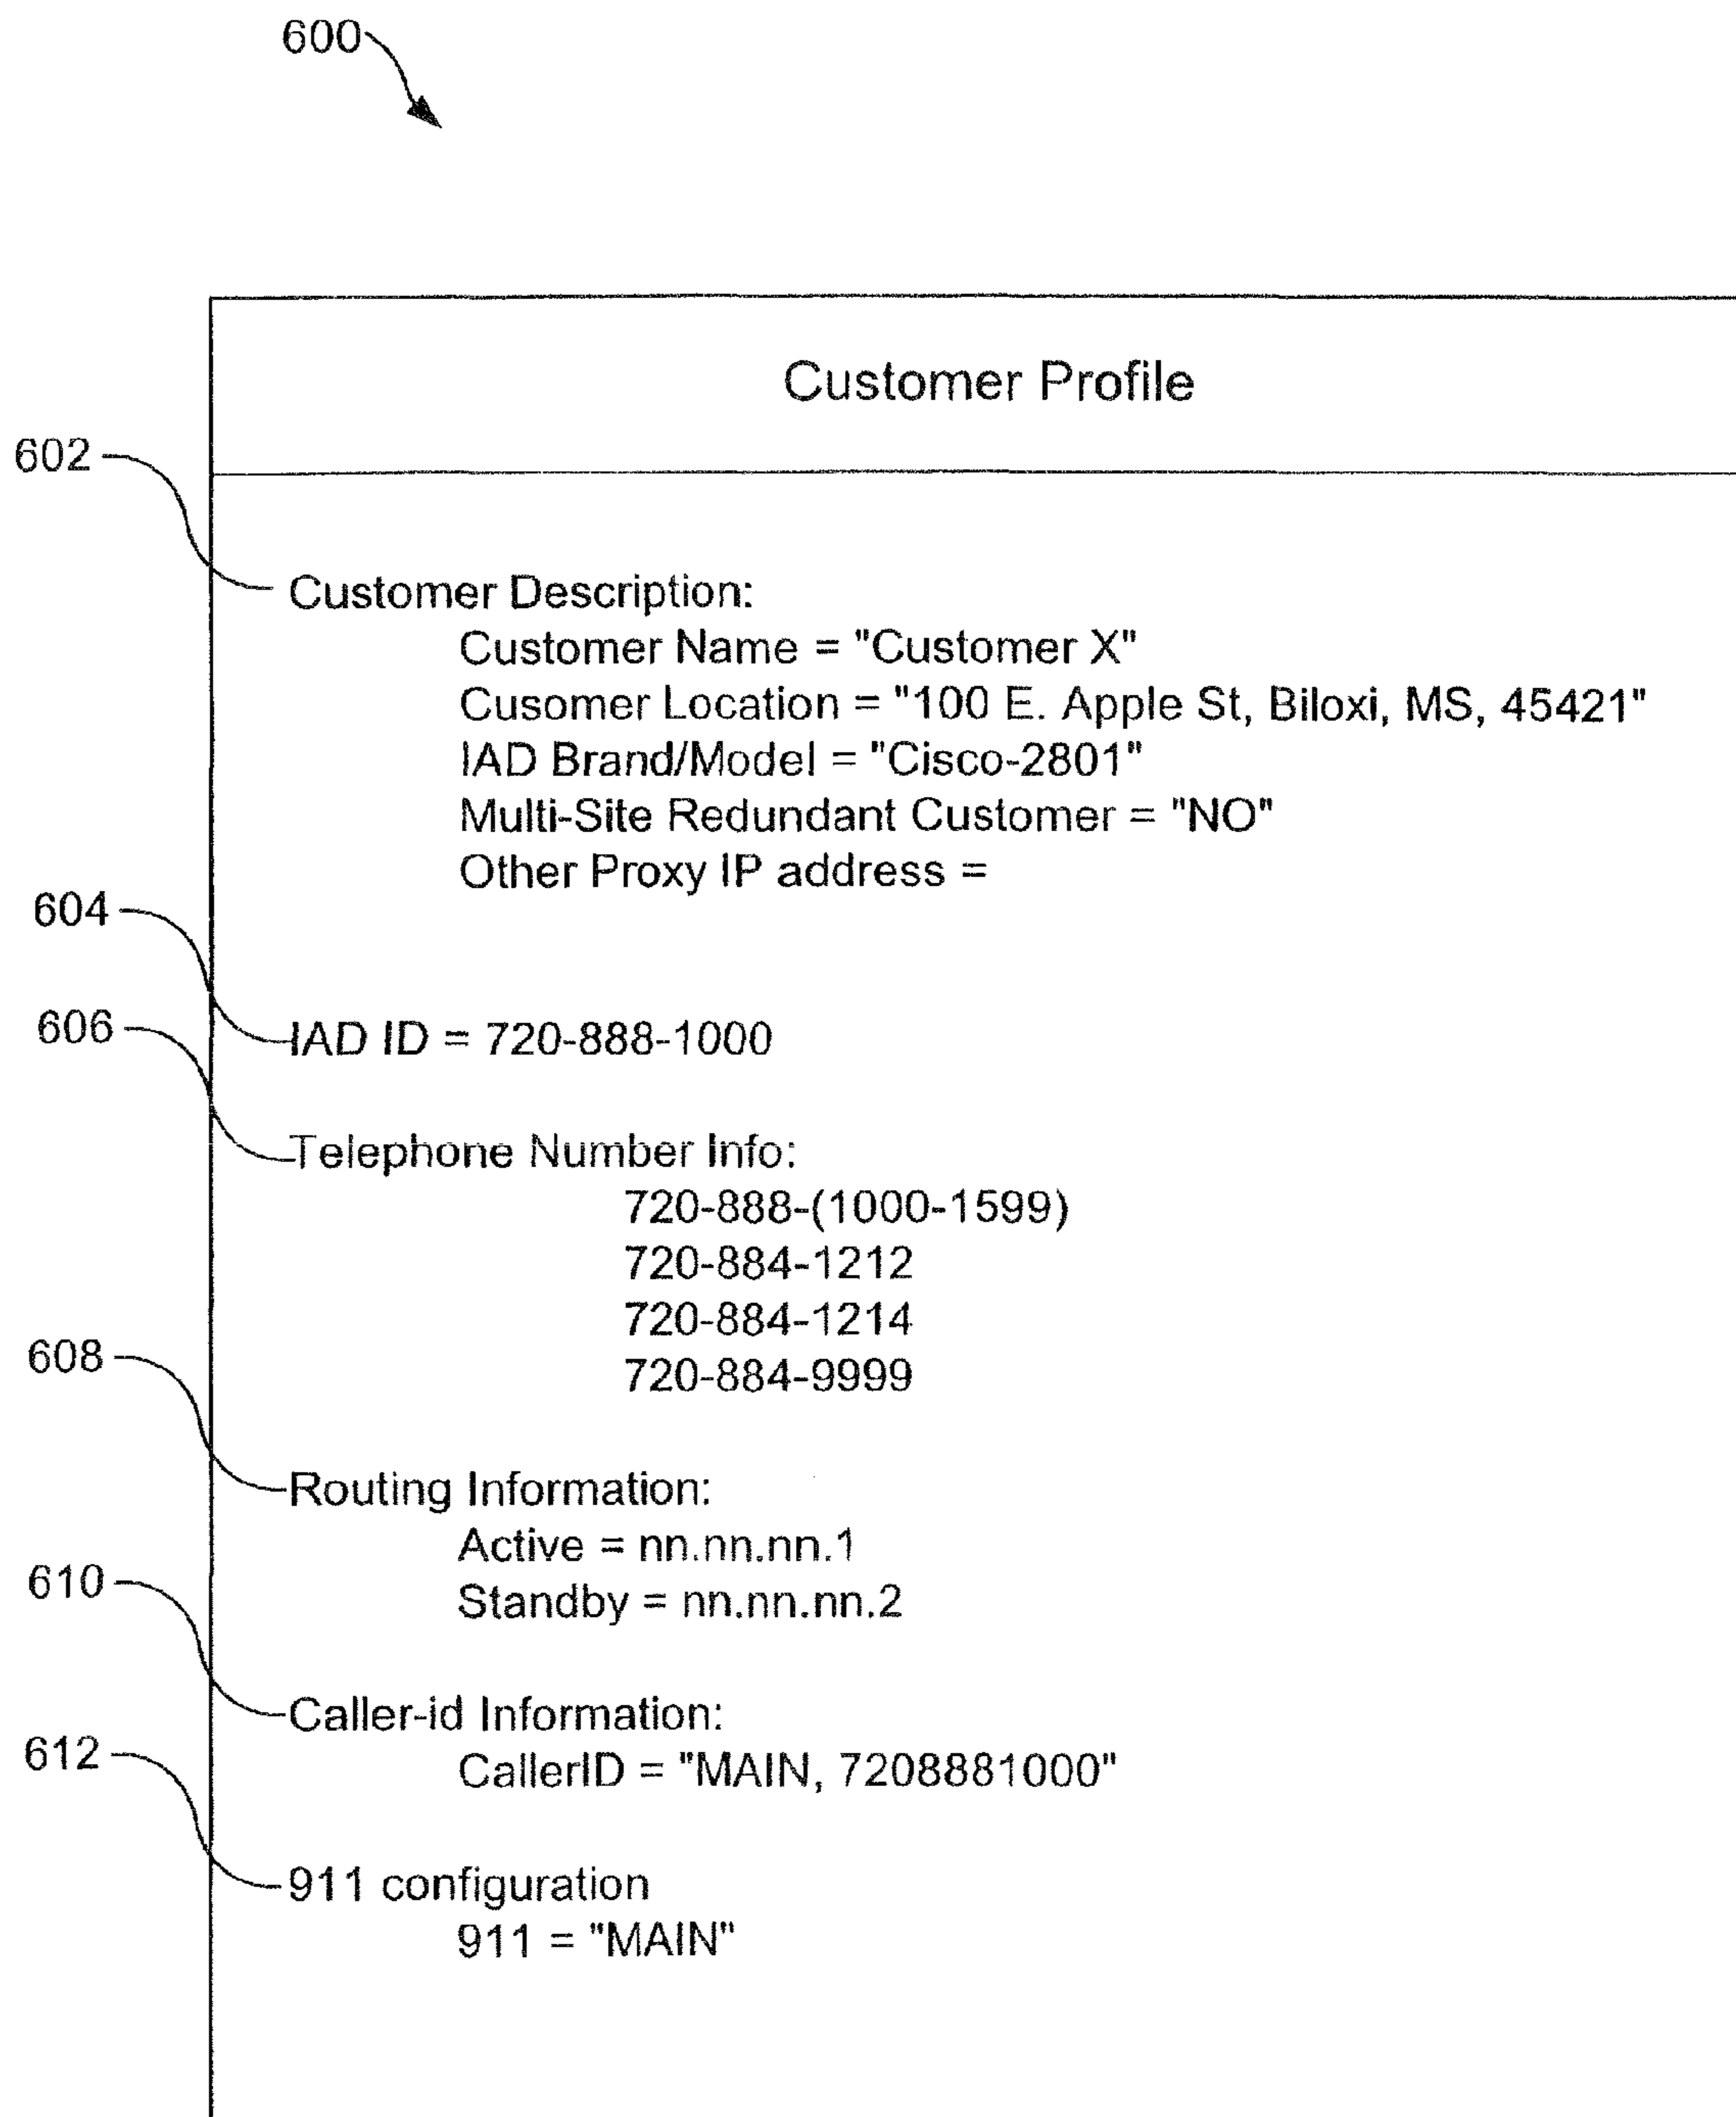 600
Customer Profile
602
Customer Description:
Customer Name = "Customer X"
Cusomer Location = "100 E. Apple St, Biloxi, MS, 45421"
IAD Brand/Model = "Cisco-2801"
Multi-Site Redundant Customer = "NO"
Other Proxy IP address =
604
IAD ID = 720-888-1000
606
Telephone Number Info:
720-888-(1000-1599)
720-884-1212
720-884-1214
720-884-9999
608
Routing Information:
Active = nn.nn.nn.1
Standby = nn.nn.nn.2
610
Caller-id Information:
CallerID = "MAIN, 7208881000"
612
911 configuration
911 = "MAIN"